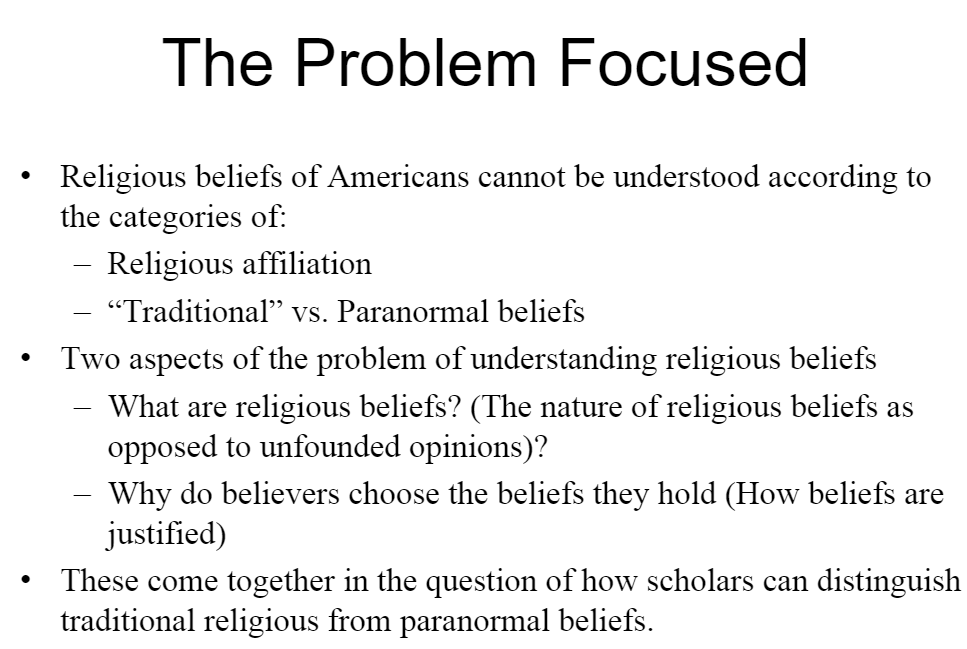 The Problem Focused
• Religious beliefs of Americans cannot be understood according to
the categories of:
– Religious affiliation
– “Traditional” vs. Paranormal beliefs
• Two aspects of the problem of understanding religious beliefs
– What are religious beliefs? (The nature of religious beliefs as
opposed to unfounded opinions)?
– Why do believers choose the beliefs they hold (How beliefs are
justified)
• These come together in the question of how scholars can distinguish
traditional religious from paranormal beliefs.